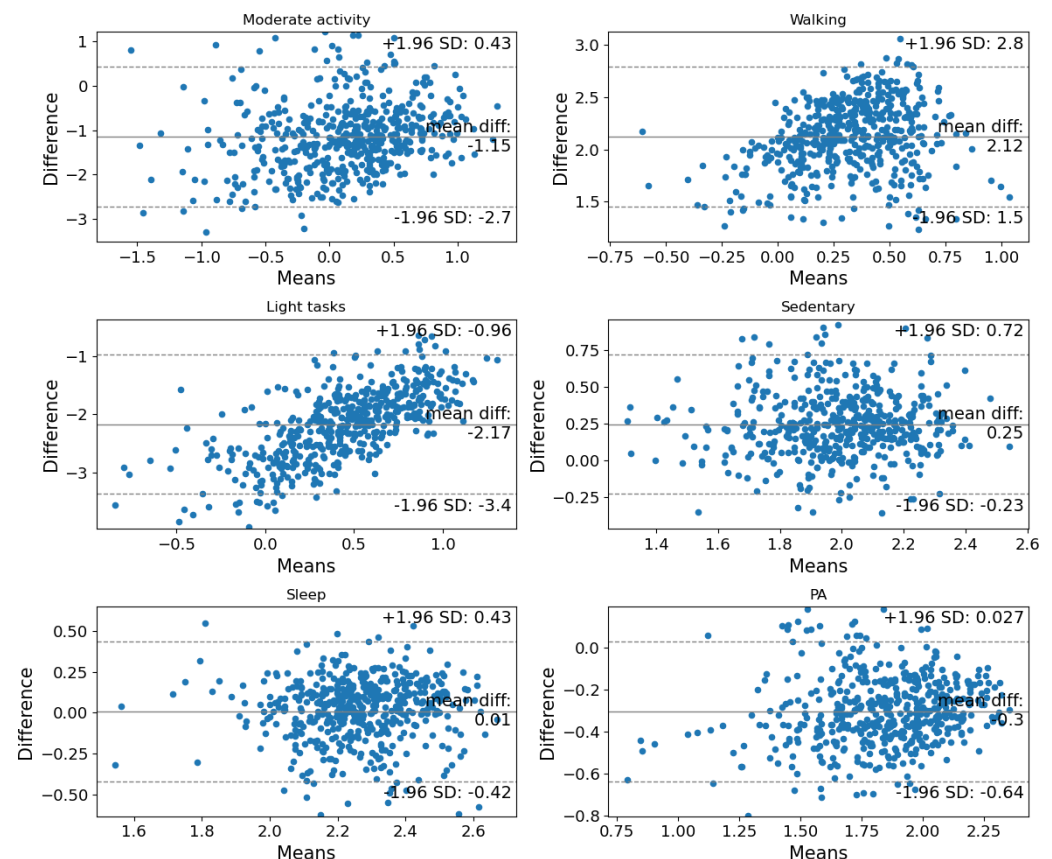 Moderate activity
1
0
−1
−2
−3
Difference
+1.96 SD: 0.43
mean diff:
-1.15
-1.96 SD: -2.7
−1.5
−1.0
−0.5
0.0
0.5
1.0
Means
Walking
3.0
2.5
2.0
1.5
Difference
+1.96 SD: 2.8
mean diff:
2.12
-1.96 SD: 1.5
−0.75
−0.50
−0.25
0.00
0.25
0.50
0.75
1.00
Means
Light tasks
−1
−2
−3
Difference
+1.96 SD: -0.96
mean diff:
-2.17
-1.96 SD: -3.4
−0.5
0.0
0.5
1.0
Means
Sedentary
0.75
0.50
0.25
0.00
−0.25
Difference
+1.96 SD: 0.72
mean diff:
0.25
-1.96 SD: -0.23
1.4
1.6
1.8
2.0
2.2
2.4
2.6
Means
Sleep
0.50
0.25
0.00
−0.25
−0.50
Difference
+1.96 SD: 0.43
mean diff:
0.01
-1.96 SD: -0.42
1.6
1.8
2.0
2.2
2.4
2.6
Means
PA
0.0
−0.2
−0.4
−0.6
−0.8
Difference
+1.96 SD: 0.027
mean diff:
-0.3
-1.96 SD: -0.64
0.75
1.00
1.25
1.50
1.75
2.00
2.25
Means